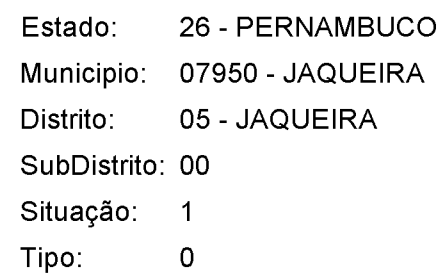 Estado: 26 - PERNAMBUCO
Municipio: 07950 - JAQUEIRA
Distrito: 05 - JAQUEIRA
SubDistrito: 00
Situação: 1
Tipo: 0